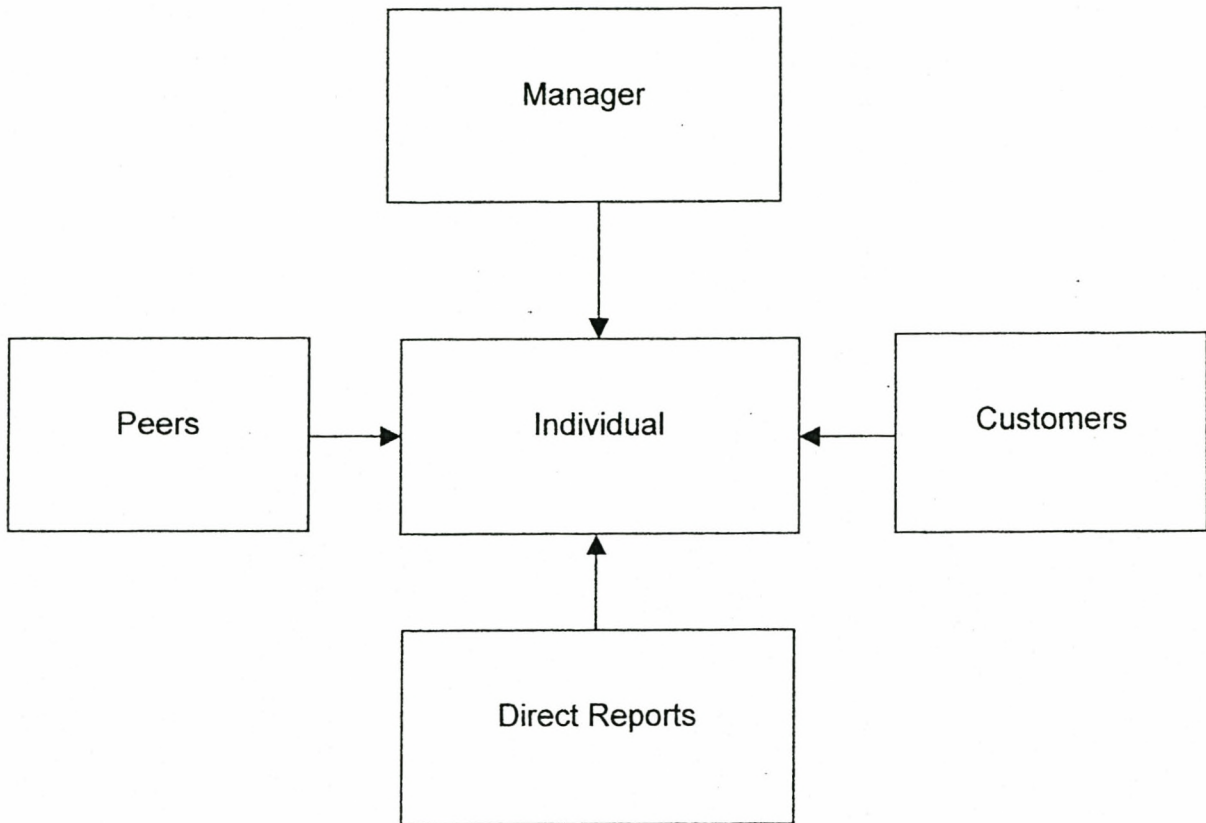 Manager
Peers
Individual
Customers
Direct Reports